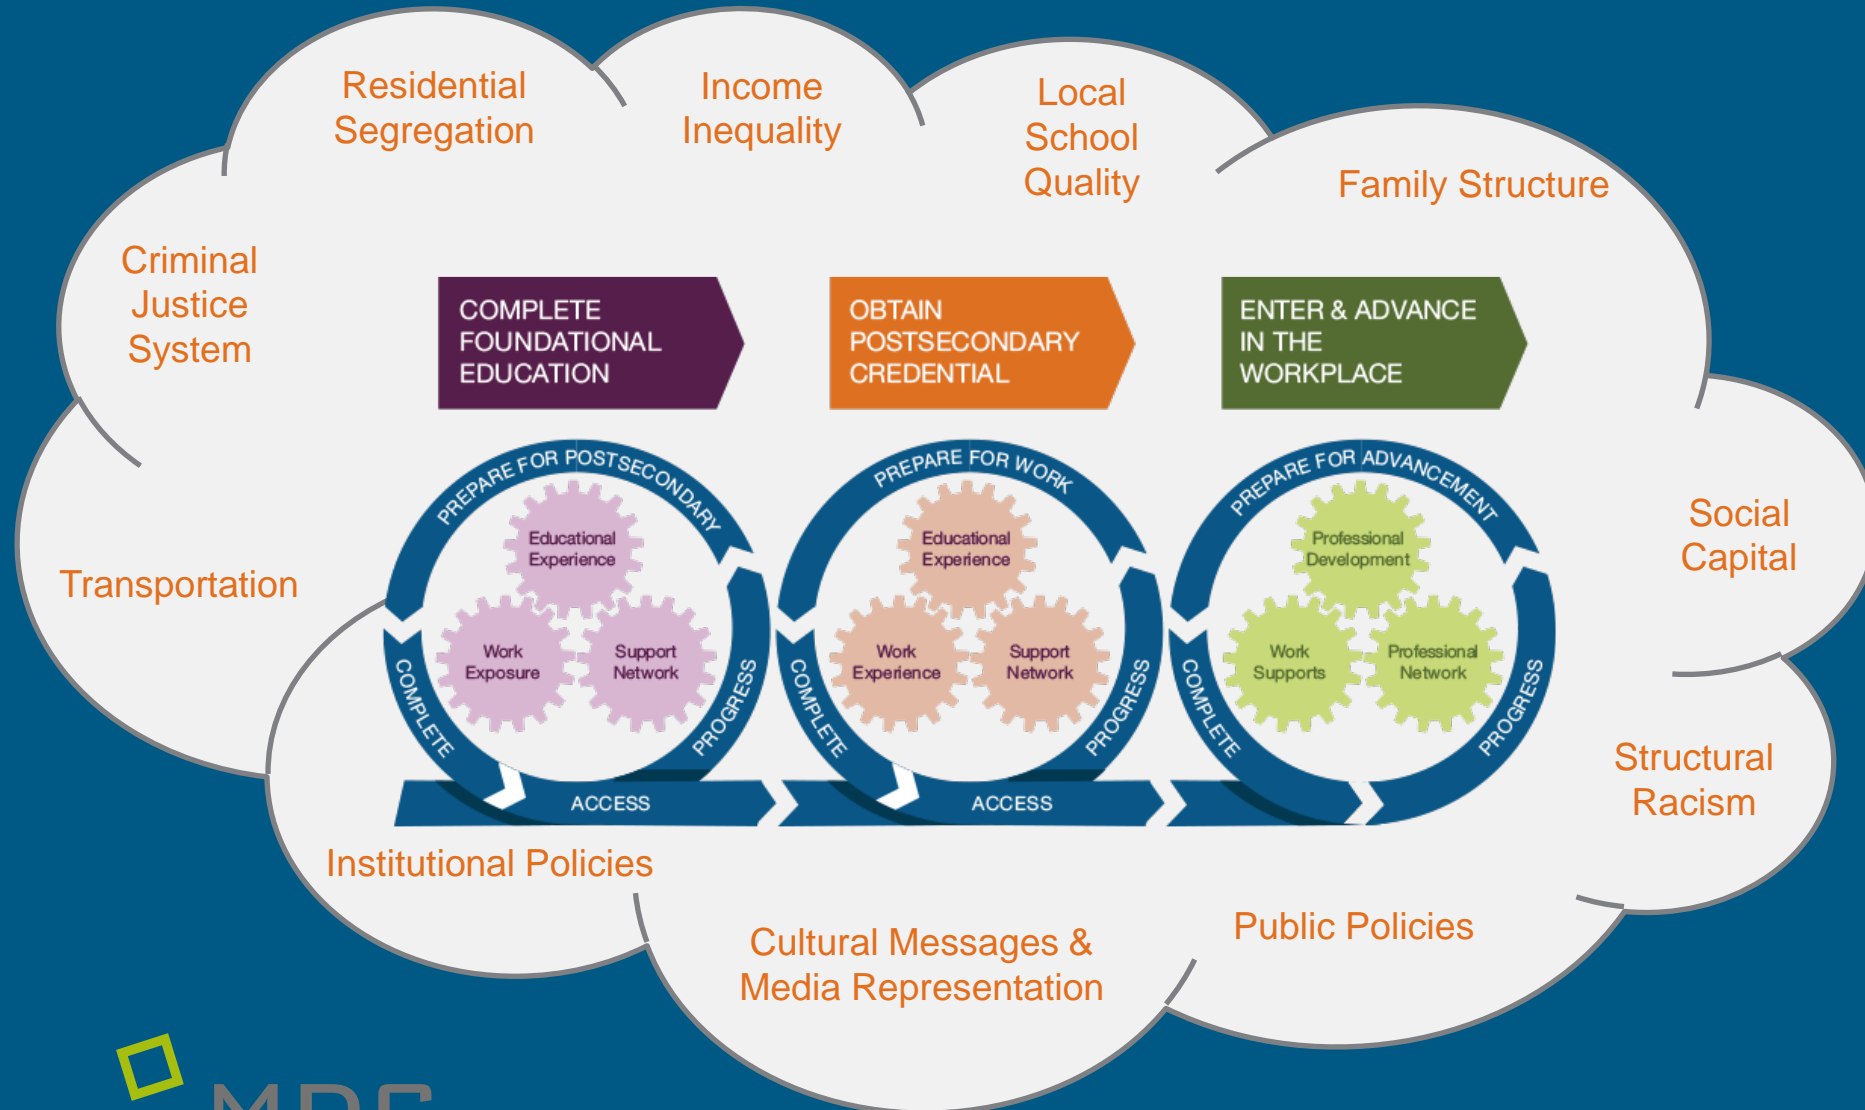 Residential
Segregation
Income
Inequality
Local
School
Quality
Family Structure
Criminal
Justice
System
COMPLETE
FOUNDATIONAL
EDUCATION
OBTAIN
POSTSECONDARY
CREDENTIAL
ENTER & ADVANCE
IN THE
WORKPLACE
PREPARE FOR POSTSECONDARY
Educational
Experience
Work
Exposure
Support
Network
COMPLETE
PROGRESS
ACCESS
PREPARE FOR WORK
Educational
Experience
Work
Experience
Support
Network
COMPLETE
PROGRESS
ACCESS
PREPARE FOR ADVANCEMENT
Professional
Development
Work
Supports
Professional
Network
COMPLETE
PROGRESS
Transportation
Social
Capital
Structural
Racism
Institutional Policies
Cultural Messages &
Media Representation
Public Policies
MDC